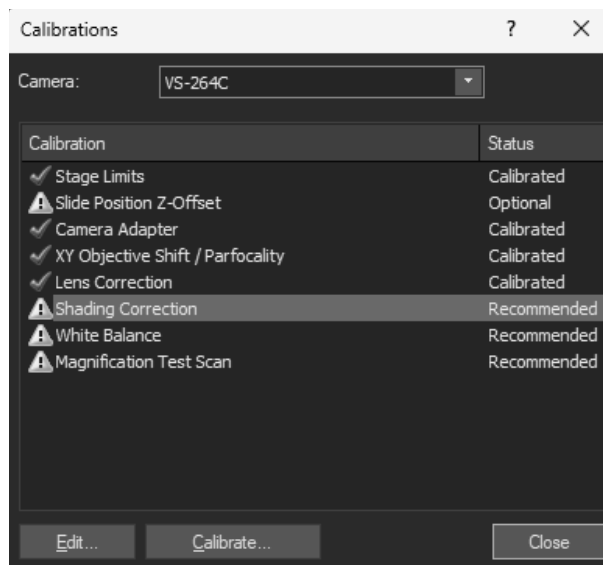 Calibrations ?
Camera: VS-264C
Calibration Status
Stage Limits Calibrated
Slide Position Z-Offset Optional
Camera Adapter Calibrated
XY Objective Shift / Parfocality Calibrated
Lens Correction Calibrated
Shading Correction Recommended
White Balance Recommended
Magnification Test Scan Recommended
Edit... Calibrate... Close